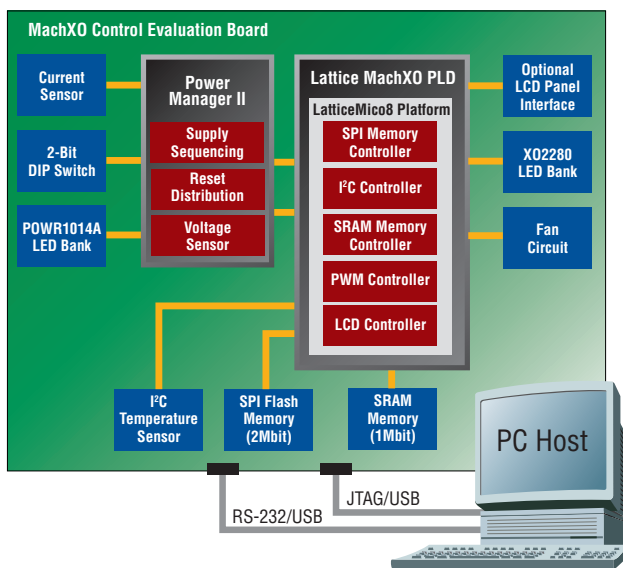 MachXO Control Evaluation Board
Current
Sensor
2-Bit
DIP Switch
POWR1014A
LED Bank
Power
Manager II
Supply
Sequencing
Reset
Distribution
Voltage
Sensor
Lattice MachXO PLD
LatticeMico8 Platform
SPI Memory
Controller
I²C Controller
SRAM Memory
Controller
PWM Controller
LCD Controller
Optional
LCD Panel
Interface
XO2280
LED Bank
Fan
Circuit
I²C
Temperature
Sensor
SPI Flash
Memory
(2Mbit)
SRAM
Memory
(1Mbit)
PC Host
JTAG/USB
RS-232/USB